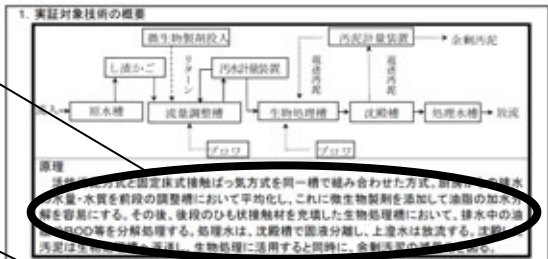 1. 実証対象技術の概要
微生物製剤投入
汚泥計量装置
余剰汚泥
し渣かご
リターン
汚水計量装置
返送汚泥
返送汚泥
流入
原水槽
流量調整槽
生物処理槽
沈殿槽
処理水槽
放流
ブロワ
ブロワ
原理
方式と固定床式接触ばっ気方式を同一槽で組み合わせた方式。厨房からの排水
の水量・水質を前段の調整槽において平均化し、これに微生物製剤を添加して油脂の加水分
解を容易にする。その後、後段のひも状接触材を充填した生物処理槽において、排水中の油
BOD等を分解処理する。処理水は、沈殿槽で固液分離し、上澄水は放流する。沈殿
汚泥は生物処理槽へ返送し、生物処理に活用すると同時に、余剰汚泥の